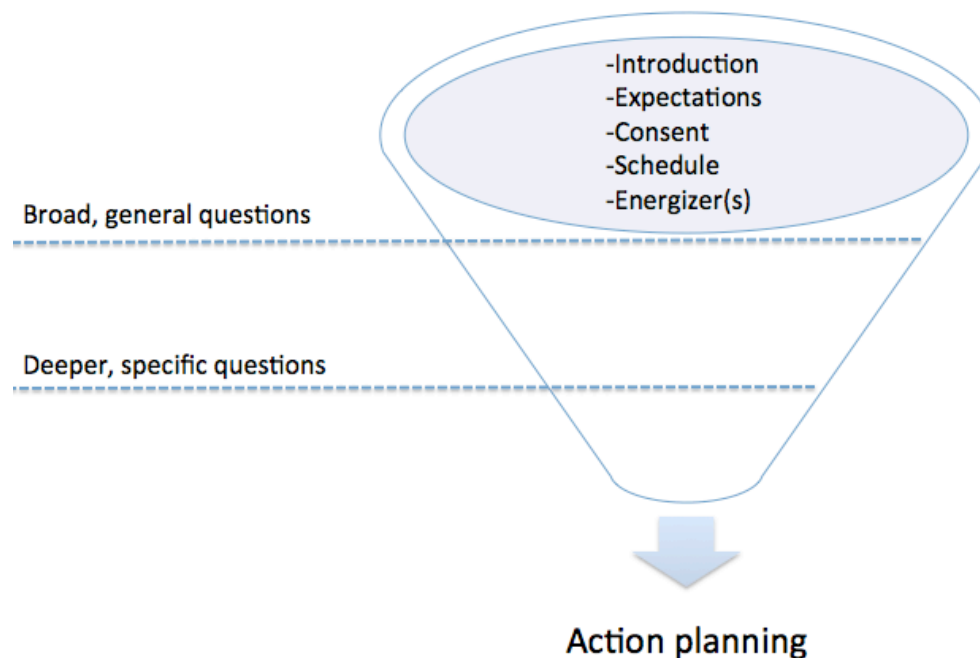 -Introduction
-Expectations
-Consent
-Schedule
-Energizer(s)
Broad, general questions
Deeper, specific questions
Action planning